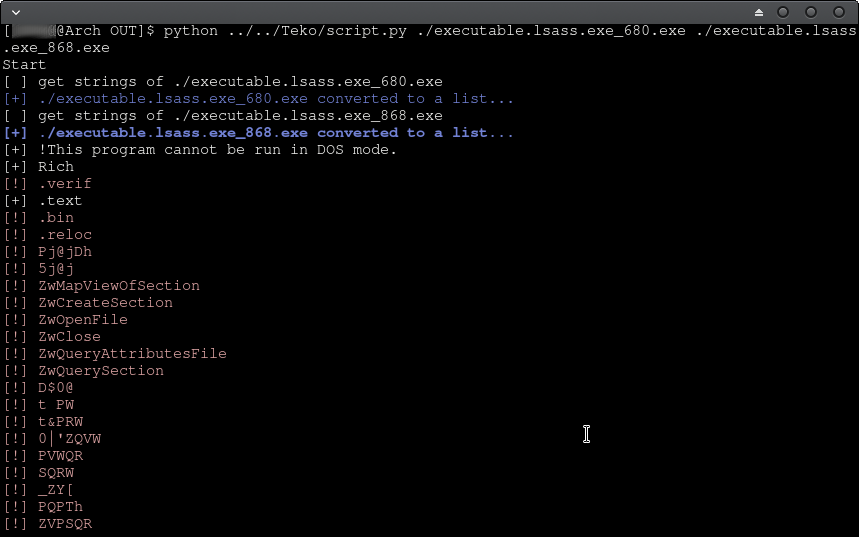 [@Arch OUT]$ python ../../Teko/script.py ./executable.lsass.exe_680.exe ./executable.lsass
.exe_868.exe
Start
[ ] get strings of ./executable.lsass.exe_680.exe
[+] ./executable.lsass.exe_680.exe converted to a list...
[ ] get strings of ./executable.lsass.exe_868.exe
[+] ./executable.lsass.exe_868.exe converted to a list...
[+] !This program cannot be run in DOS mode.
[+] Rich
[!] .verif
[+] .text
[!] .bin
[!] .reloc
[!] Pj@jDh
[!] 5j@j
[!] ZwMapViewOfSection
[!] ZwCreateSection
[!] ZwOpenFile
[!] ZwClose
[!] ZwQueryAttributesFile
[!] ZwQuerySection
[!] D$0@
[!] t PW
[!] t&PRW
[!] 0|'ZQVW
[!] PVWQR
[!] SQRW
[!] _ZY[
[!] PQPTh
[!] ZVPSQR